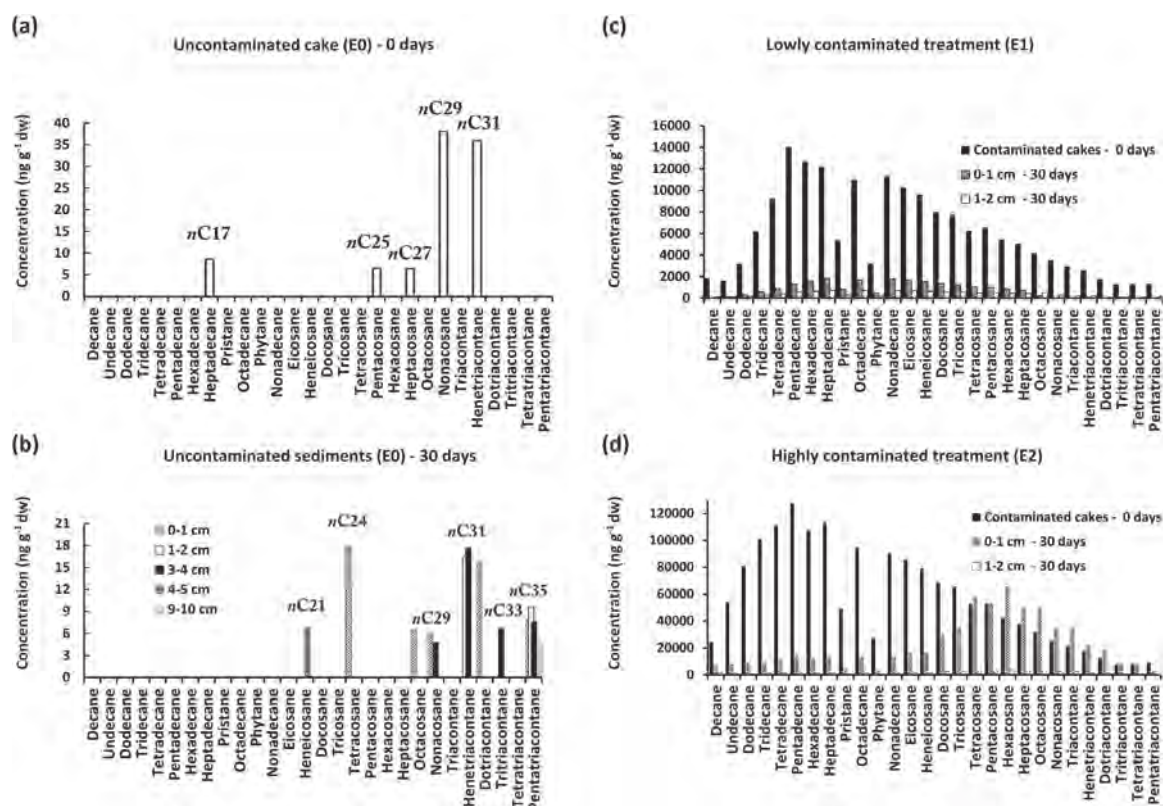 (a)
Uncontaminated cake (E0) - 0 days
Concentration (ng g⁻¹ dw)
40
35
30
25
20
15
10
5
0
nC17
nC25
nC27
nC29
nC31
Decane
Undecane
Dodecane
Tridecane
Tetradecane
Pentadecane
Hexadecane
Heptadecane
Pristane
Octadecane
Phytane
Nonadecane
Eicosane
Heneicosane
Docosane
Tricosane
Tetracosane
Pentacosane
Hexacosane
Heptacosane
Octacosane
Nonacosane
Triacontane
Henetriacontane
Dotriacontane
Tritriacontane
Tetratriacontane
Pentatriacontane
(b)
Uncontaminated sediments (E0) - 30 days
Concentration (ng g⁻¹ dw)
21
18
15
12
9
6
3
0
0-1 cm
1-2 cm
3-4 cm
4-5 cm
9-10 cm
nC21
nC24
nC29
nC31
nC33
nC35
Decane
Undecane
Dodecane
Tridecane
Tetradecane
Pentadecane
Hexadecane
Heptadecane
Pristane
Octadecane
Phytane
Nonadecane
Eicosane
Heneicosane
Docosane
Tricosane
Tetracosane
Pentacosane
Hexacosane
Heptacosane
Octacosane
Nonacosane
Triacontane
Henetriacontane
Dotriacontane
Tritriacontane
Tetratriacontane
Pentatriacontane
(c)
Lowly contaminated treatment (E1)
Concentration (ng g⁻¹ dw)
16000
14000
12000
10000
8000
6000
4000
2000
0
Contaminated cakes - 0 days
0-1 cm - 30 days
1-2 cm - 30 days
Decane
Undecane
Dodecane
Tridecane
Tetradecane
Pentadecane
Hexadecane
Heptadecane
Pristane
Octadecane
Phytane
Nonadecane
Eicosane
Heneicosane
Docosane
Tricosane
Tetracosane
Pentacosane
Hexacosane
Heptacosane
Octacosane
Nonacosane
Triacontane
Henetriacontane
Dotriacontane
Tritriacontane
Tetratriacontane
Pentatriacontane
(d)
Highly contaminated treatment (E2)
Concentration (ng g⁻¹ dw)
120000
100000
80000
60000
40000
20000
0
Contaminated cakes - 0 days
0-1 cm - 30 days
1-2 cm - 30 days
Decane
Undecane
Dodecane
Tridecane
Tetradecane
Pentadecane
Hexadecane
Heptadecane
Pristane
Octadecane
Phytane
Nonadecane
Eicosane
Heneicosane
Docosane
Tricosane
Tetracosane
Pentacosane
Hexacosane
Heptacosane
Octacosane
Nonacosane
Triacontane
Henetriacontane
Dotriacontane
Tritriacontane
Tetratriacontane
Pentatriacontane